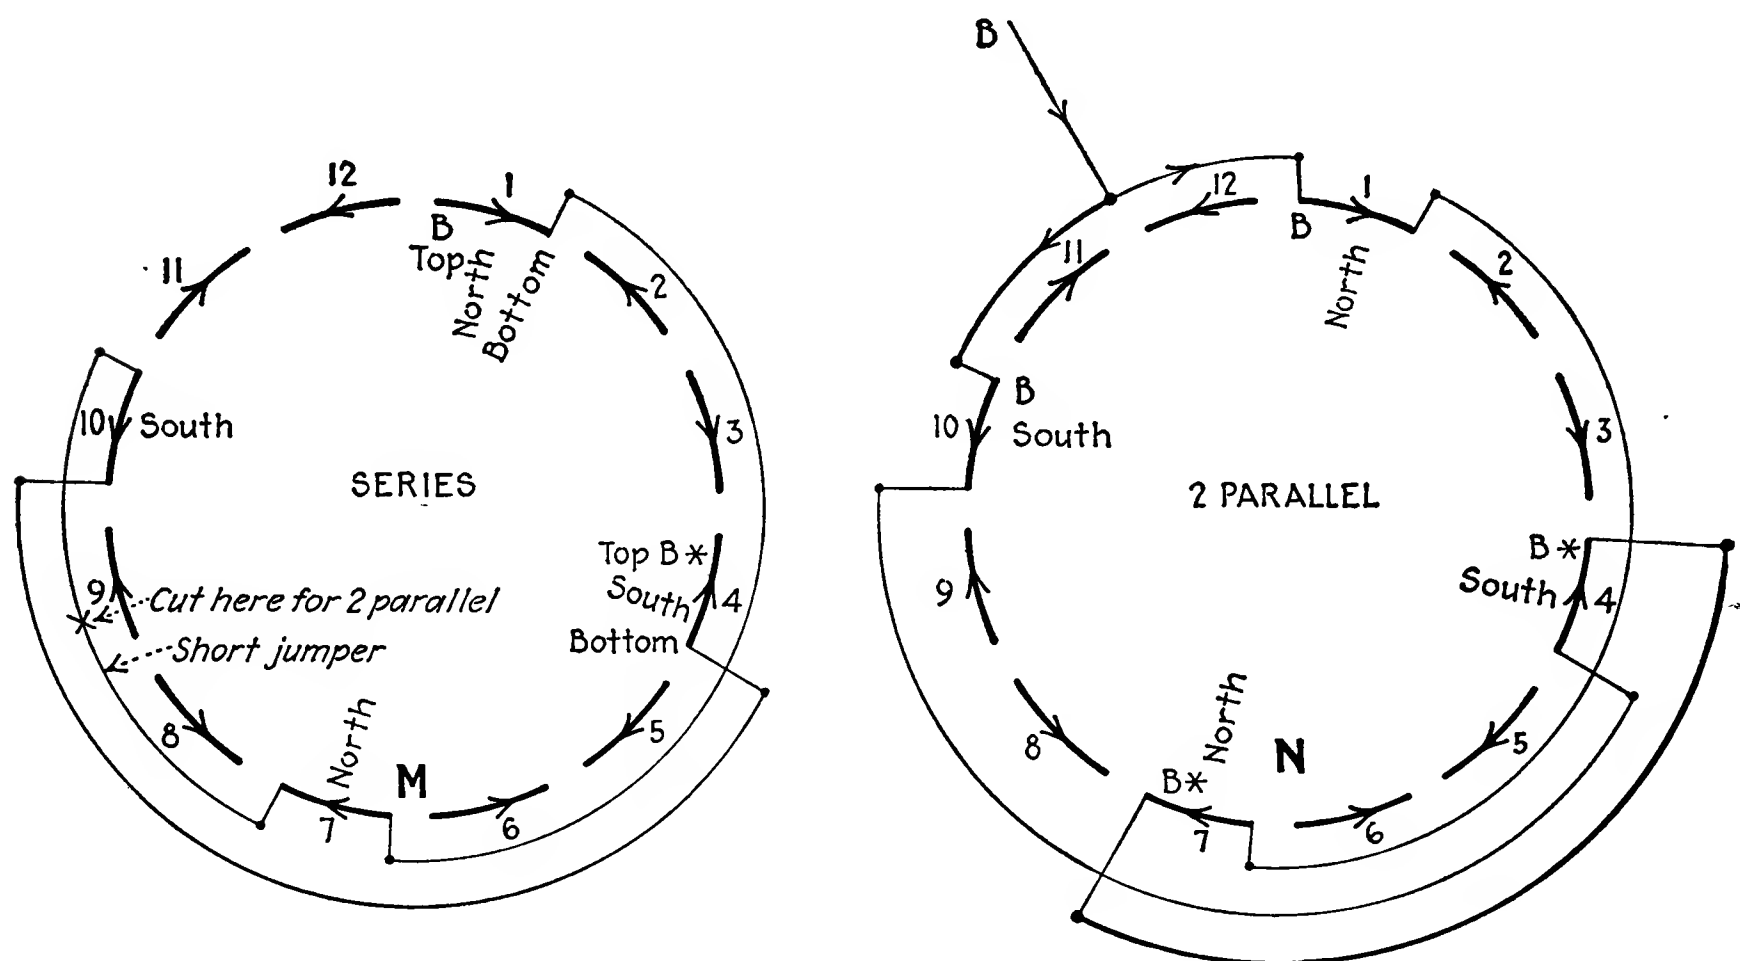 12
1
B
Top
North
Bottom
11
2
10
South
3
SERIES
Top B *
South
4
Bottom
9
Cut here for 2 parallel
Short jumper
8
North
7
M
6
5
B
12
1
B
North
11
2
B
10
South
3
2 PARALLEL
B *
South
4
9
8
North
B *
7
N
6
5